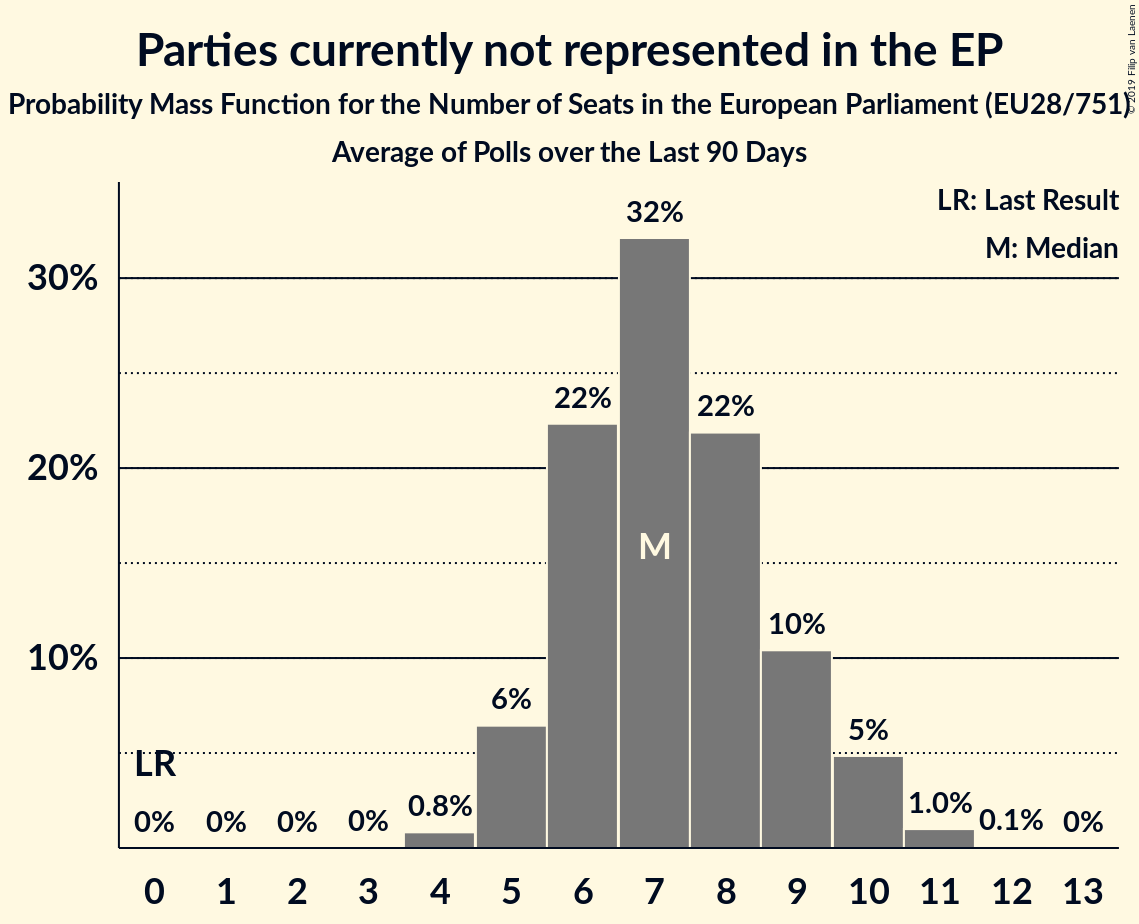 Parties currently not represented in the EP
Probability Mass Function for the Number of Seats in the European Parliament (EU28/751)
Average of Polls over the Last 90 Days
© 2019 Filip van Laenen
LR: Last Result
M: Median
30%
20%
10%
LR
0%
0%
0%
0%
0.8%
6%
22%
32%
M
22%
10%
5%
1.0%
0.1%
0%
0 1 2 3 4 5 6 7 8 9 10 11 12 13